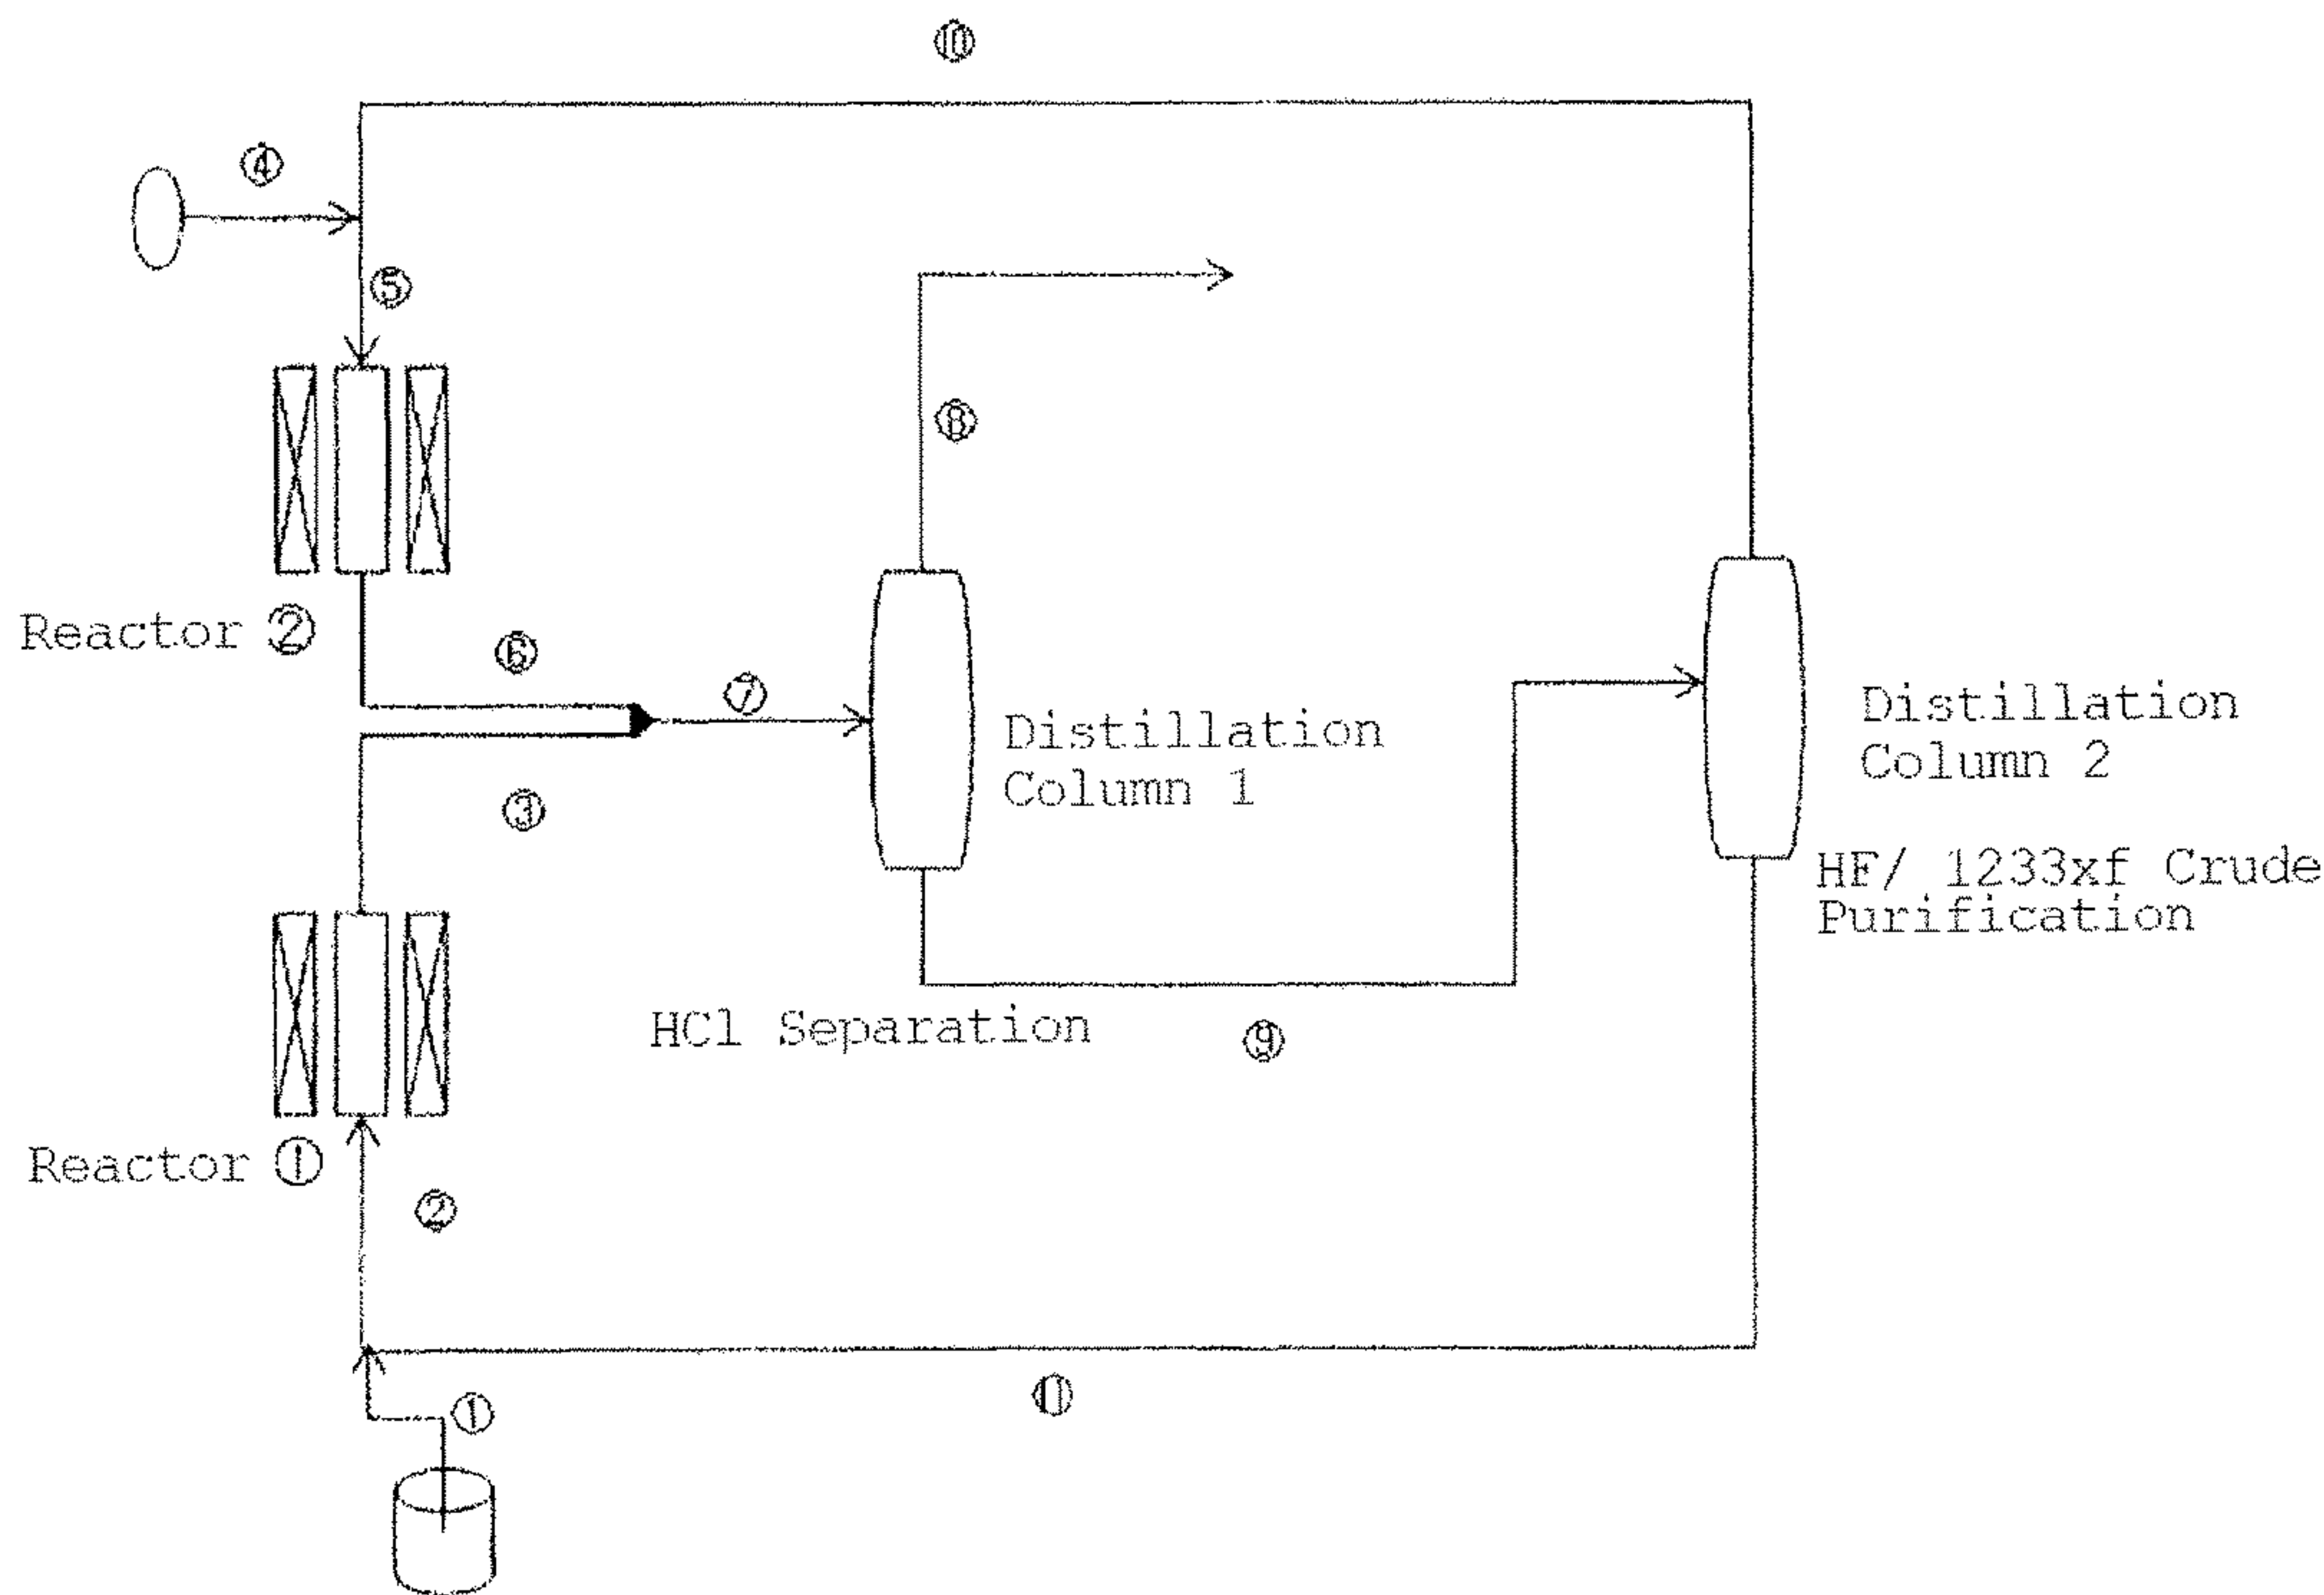 ⑩
④
⑤
⑧
Reactor ②
⑥
⑦
Distillation
Column 1
Distillation
Column 2
③
HF/ 1233xf Crude
Purification
HCl Separation
⑨
Reactor ①
②
⑪
①